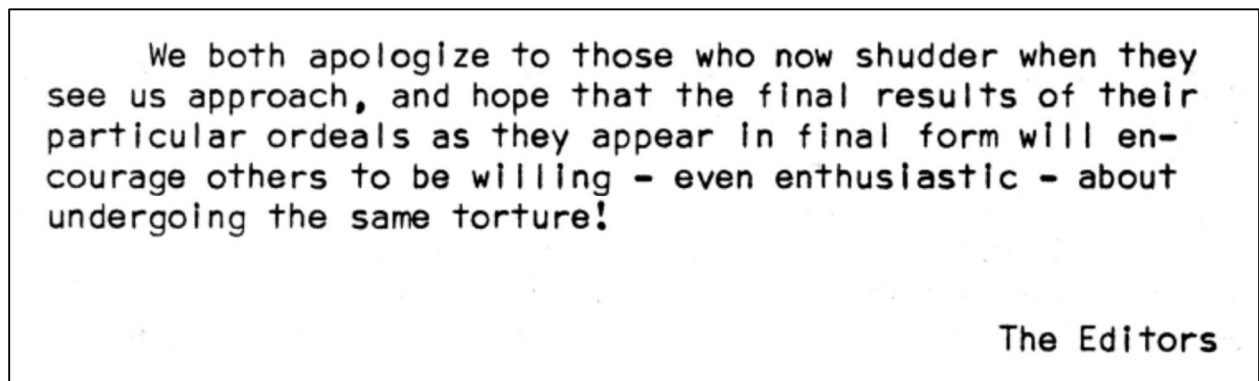 We both apologize to those who now shudder when they
see us approach, and hope that the final results of their
particular ordeals as they appear in final form will en-
courage others to be willing - even enthusiastic - about
undergoing the same torture!
The Editors